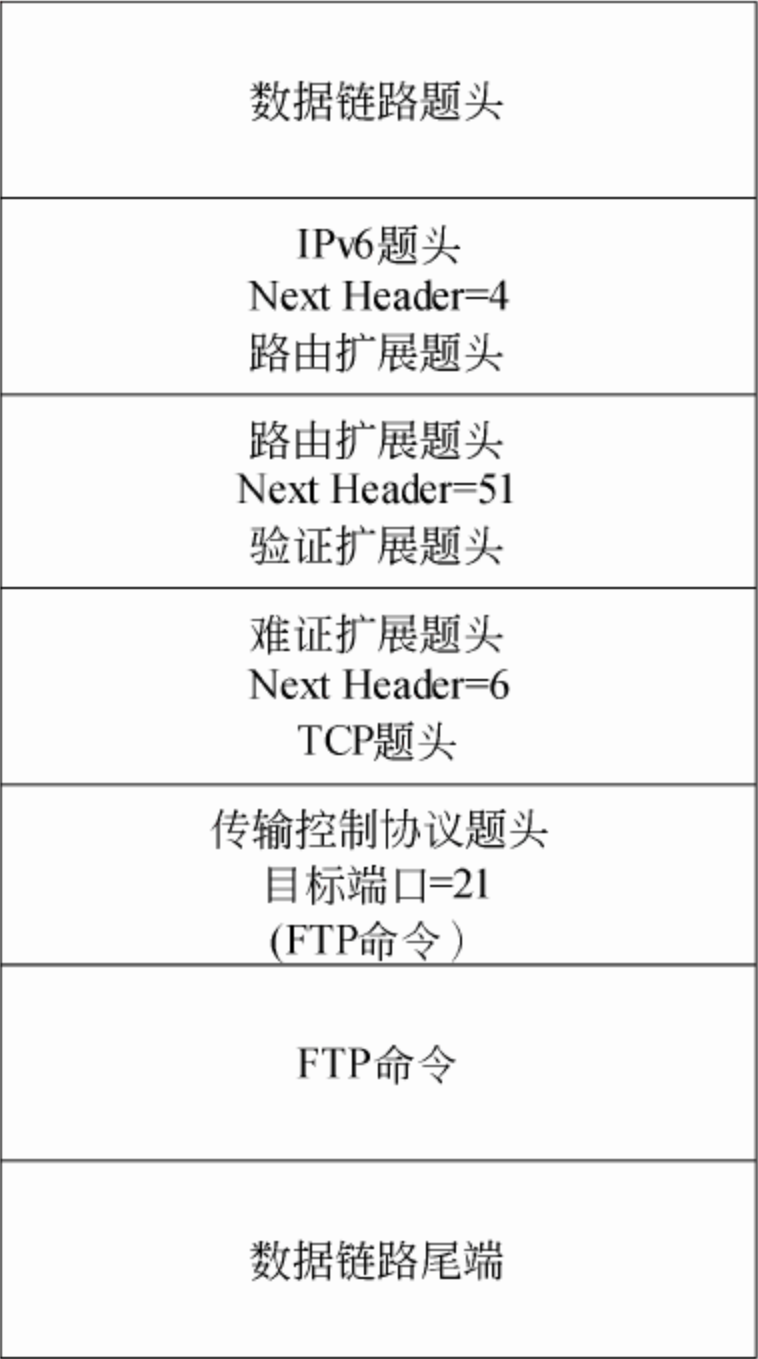 数据链路题头
IPv6题头
Next Header=4
路由扩展题头
路由扩展题头
Next Header=51
验证扩展题头
难证扩展题头
Next Header=6
TCP题头
传输控制协议题头
目标端口=21
(FTP命令）
FTP命令
数据链路尾端